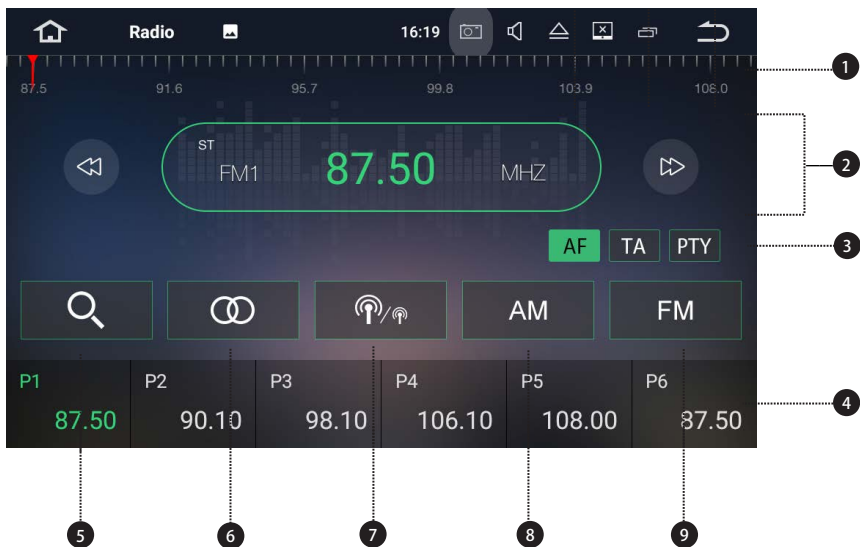 Radio 16:19
1
87.5 91.6 95.7 99.8 103.9 108.0
ST
FM1 87.50 MHZ
2
AF TA PTY
3
AM FM
P1 P2 P3 P4 P5 P6
87.50 90.10 98.10 106.10 108.00 87.50
4
5 6 7 8 9